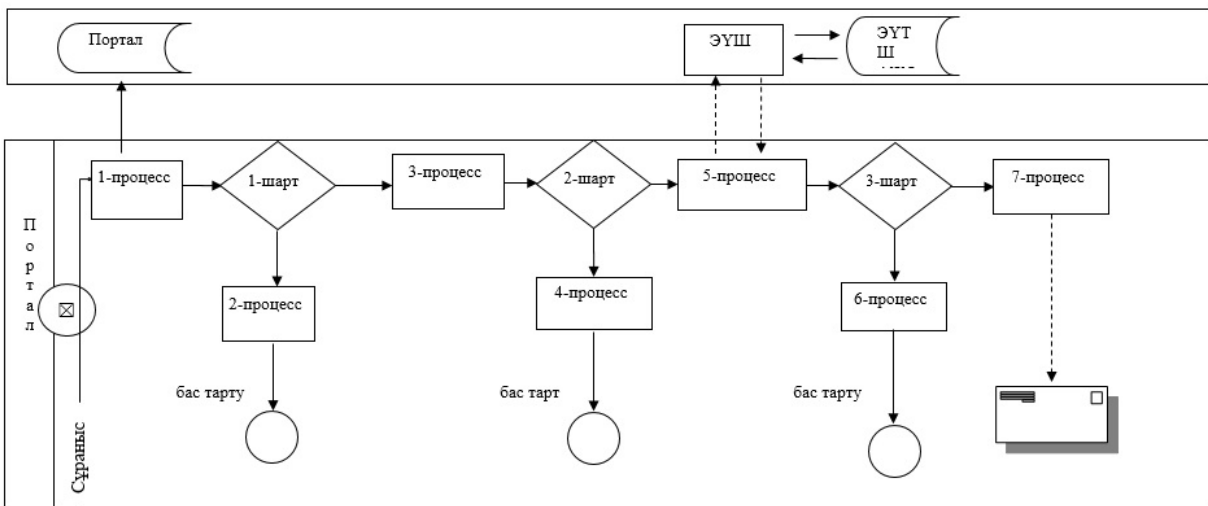 Портал
ЭҮШ
ЭҮТ
Ш
1-процесс
1-шарт
3-процесс
2-шарт
5-процесс
3-шарт
7-процесс
Портал
2-процесс
4-процесс
6-процесс
бас тарту
бас тарт
бас тарту
Сұраныс